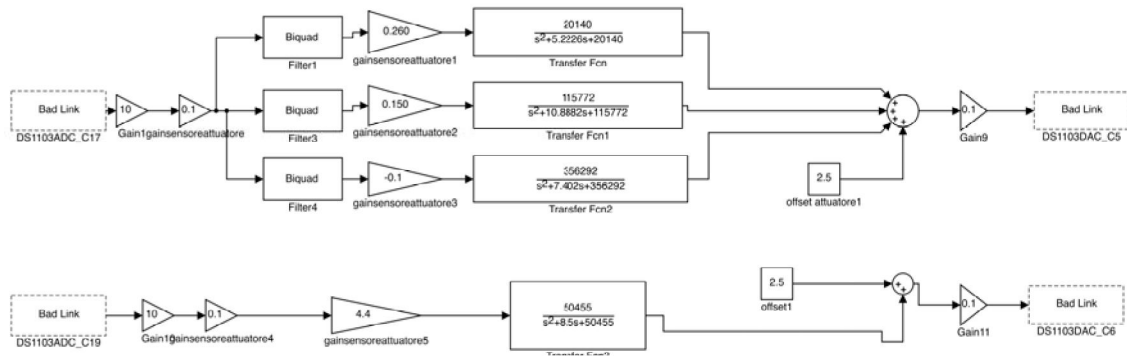 Biquad
Filter1
0.260
gainsensoreattuatore1
20140
s²+5.2226s+20140
Transfer Fcn
Bad Link
DS1103ADC_C17
10
Gain1
0.1
gainsensoreattuatore
Biquad
Filter3
0.150
gainsensoreattuatore2
115772
s²+10.8882s+115772
Transfer Fcn1
+
+
+
+
0.1
Gain9
Bad Link
DS1103DAC_C5
Biquad
Filter4
-0.1
gainsensoreattuatore3
356292
s²+7.402s+356292
Transfer Fcn2
2.5
offset attuatore1
Bad Link
DS1103ADC_C19
10
0.1
gainsensoreattuatore4
4.4
gainsensoreattuatore5
50455
s²+8.5s+50455
2.5
offset1
+
+
0.1
Gain11
Bad Link
DS1103DAC_C6